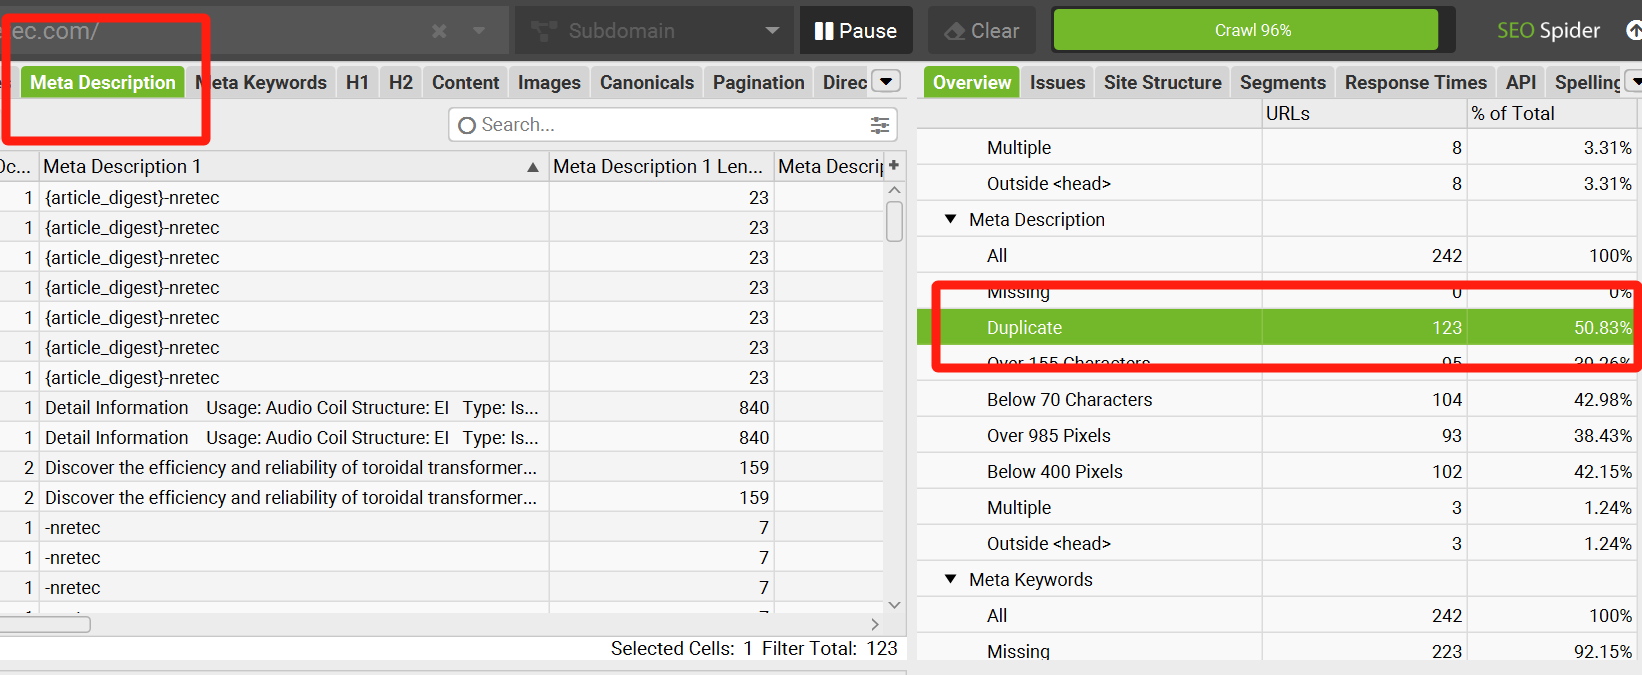 ec.com/ Subdomain Pause Clear Crawl 96% SEO Spider
Meta Description Meta Keywords H1 H2 Content Images Canonicals Pagination Direc
Overview Issues Site Structure Segments Response Times API Spelling
Search...
URLs % of Total
Oc... Meta Description 1 Meta Description 1 Len... Meta Descrip
1 {article_digest}-nretec 23
1 {article_digest}-nretec 23
1 {article_digest}-nretec 23
1 {article_digest}-nretec 23
1 {article_digest}-nretec 23
1 {article_digest}-nretec 23
1 {article_digest}-nretec 23
1 Detail Information Usage: Audio Coil Structure: EI Type: Is... 840
1 Detail Information Usage: Audio Coil Structure: EI Type: Is... 840
2 Discover the efficiency and reliability of toroidal transformer... 159
2 Discover the efficiency and reliability of toroidal transformer... 159
1 -nretec 7
1 -nretec 7
1 -nretec 7
Selected Cells: 1 Filter Total: 123
Multiple 8 3.31%
Outside <head> 8 3.31%
Meta Description
All 242 100%
Missing 0 0%
Duplicate 123 50.83%
Over 155 Characters 95 39.26%
Below 70 Characters 104 42.98%
Over 985 Pixels 93 38.43%
Below 400 Pixels 102 42.15%
Multiple 3 1.24%
Outside <head> 3 1.24%
Meta Keywords
All 242 100%
Missing 223 92.15%